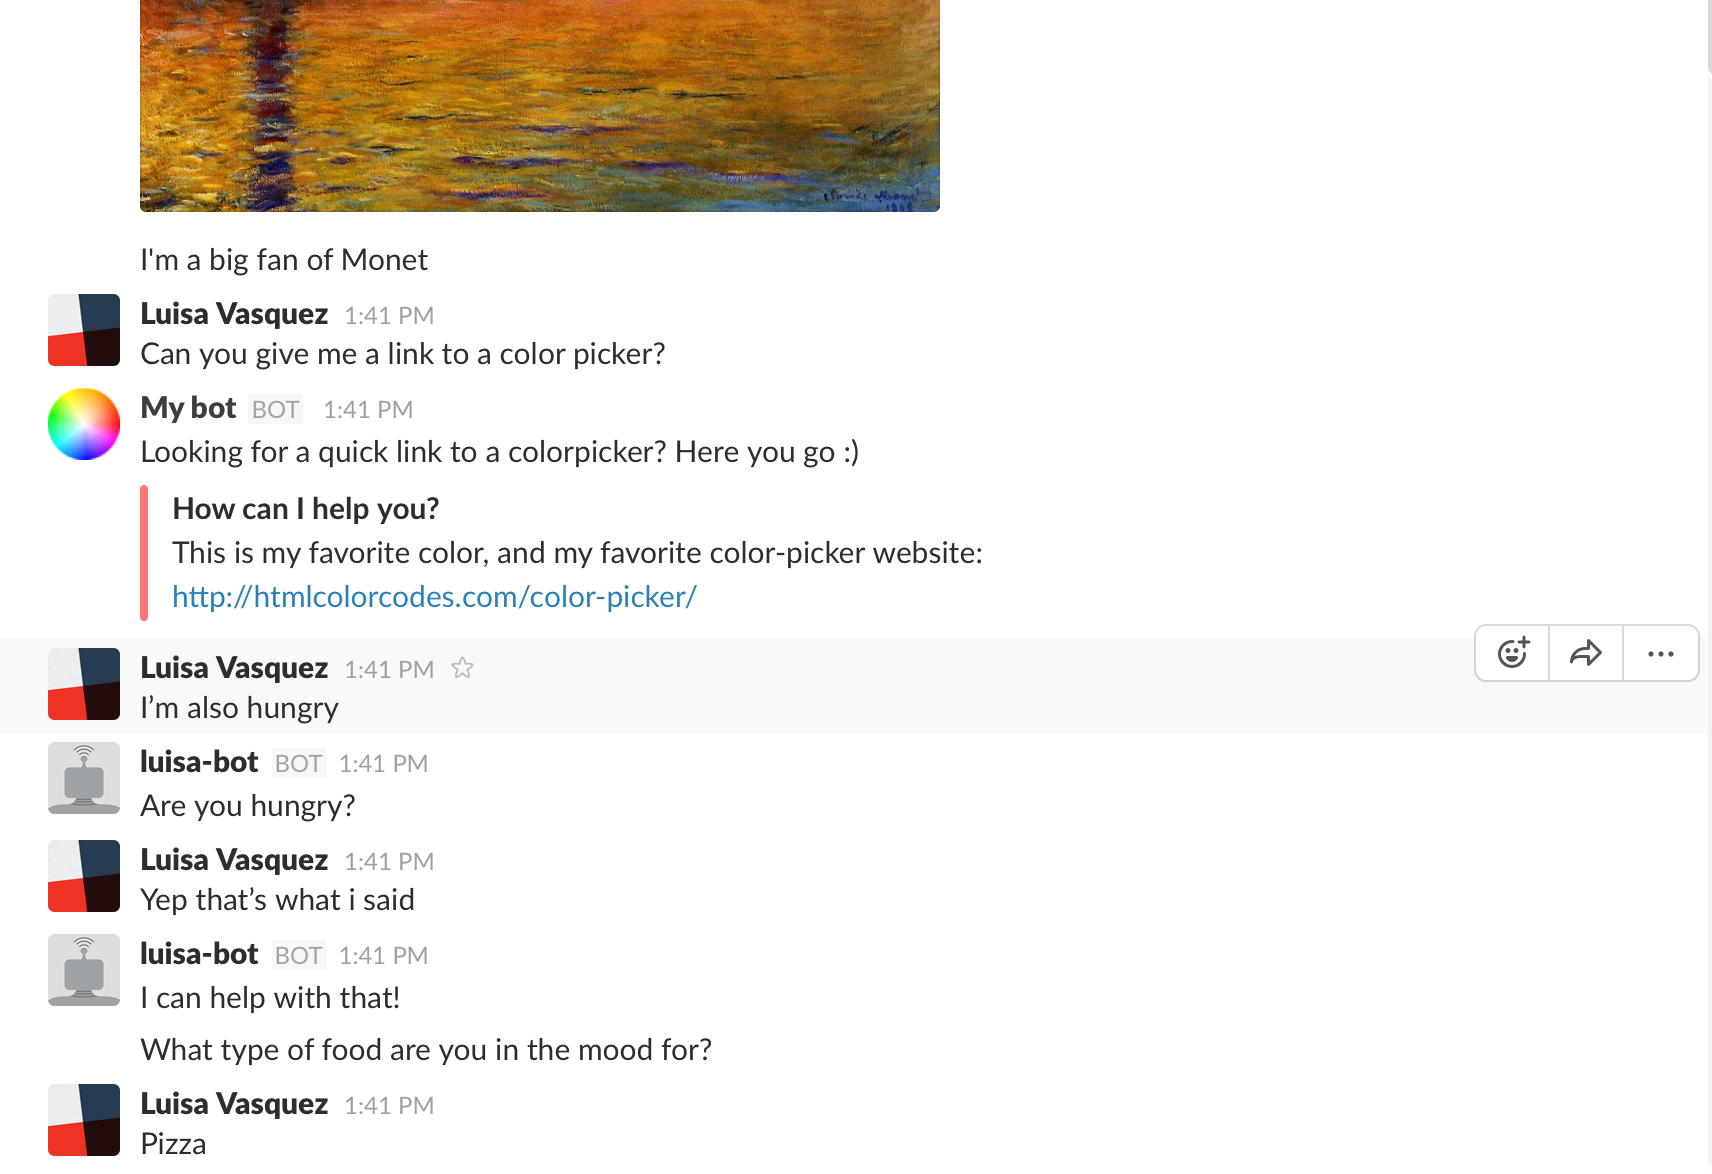 I'm a big fan of Monet
Luisa Vasquez 1:41 PM
Can you give me a link to a color picker?
My bot BOT 1:41 PM
Looking for a quick link to a colorpicker? Here you go :)
How can I help you?
This is my favorite color, and my favorite color-picker website:
http://htmlcolorcodes.com/color-picker/
Luisa Vasquez 1:41 PM
I’m also hungry
luisa-bot BOT 1:41 PM
Are you hungry?
Luisa Vasquez 1:41 PM
Yep that’s what i said
luisa-bot BOT 1:41 PM
I can help with that!
What type of food are you in the mood for?
Luisa Vasquez 1:41 PM
Pizza